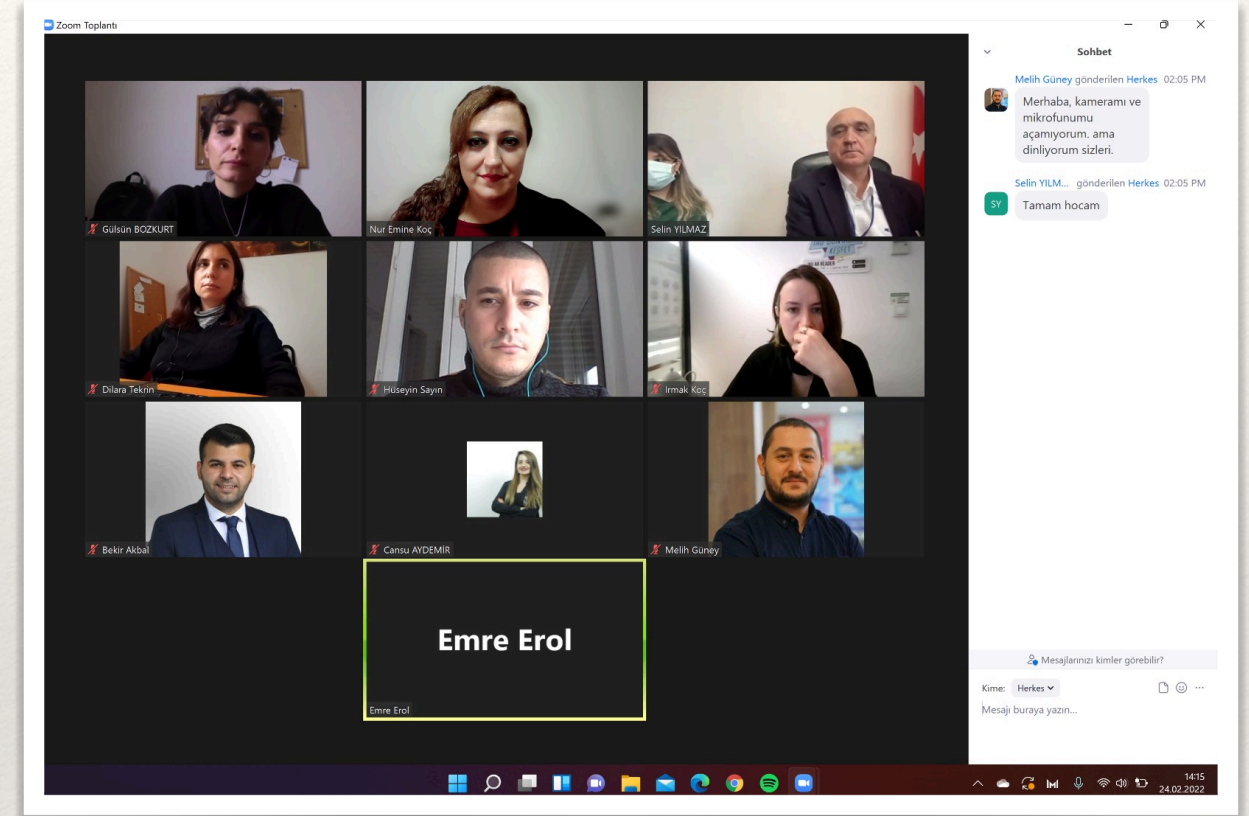 Zoom Toplantı
Gülsün BOZKURT
Nur Emine Koç
Selin YILMAZ
Dilara Tekrin
Hüseyin Sayın
Irmak Koç
Bekir Akbal
Cansu AYDEMİR
Melih Güney
Emre Erol
Emre Erol
Sohbet
Melih Güney gönderilen Herkes 02:05 PM
Merhaba, kameramı ve
mikrofunumu
açamıyorum. ama
dinliyorum sizleri.
Selin YILM... gönderilen Herkes 02:05 PM
SY
Tamam hocam
Mesajlarınızı kimler görebilir?
Kime: Herkes
Mesajı buraya yazın...
14:15
24.02.2022